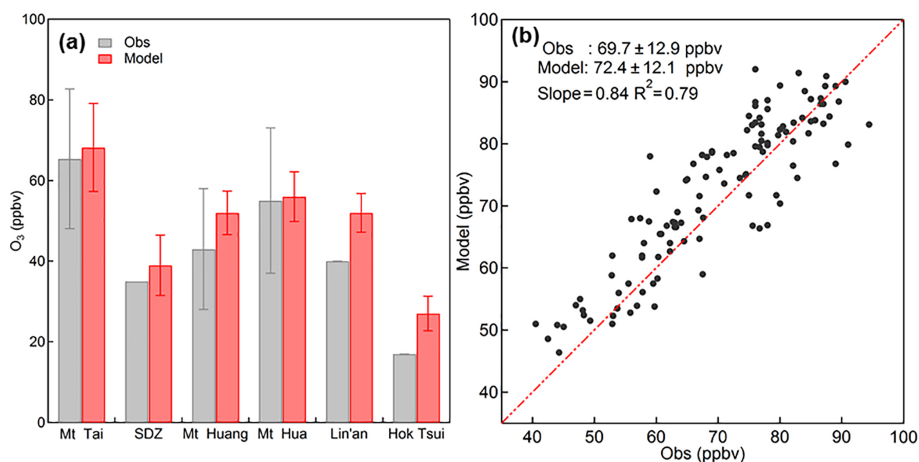 (a)
Obs
Model
O3 (ppbv)
100
80
60
40
20
0
Mt Tai
SDZ
Mt Huang
Mt Hua
Lin'an
Hok Tsui
(b)
Obs : 69.7 ± 12.9 ppbv
Model: 72.4 ± 12.1 ppbv
Slope = 0.84 R²= 0.79
Model (ppbv)
100
90
80
70
60
50
40
40 50 60 70 80 90 100
Obs (ppbv)